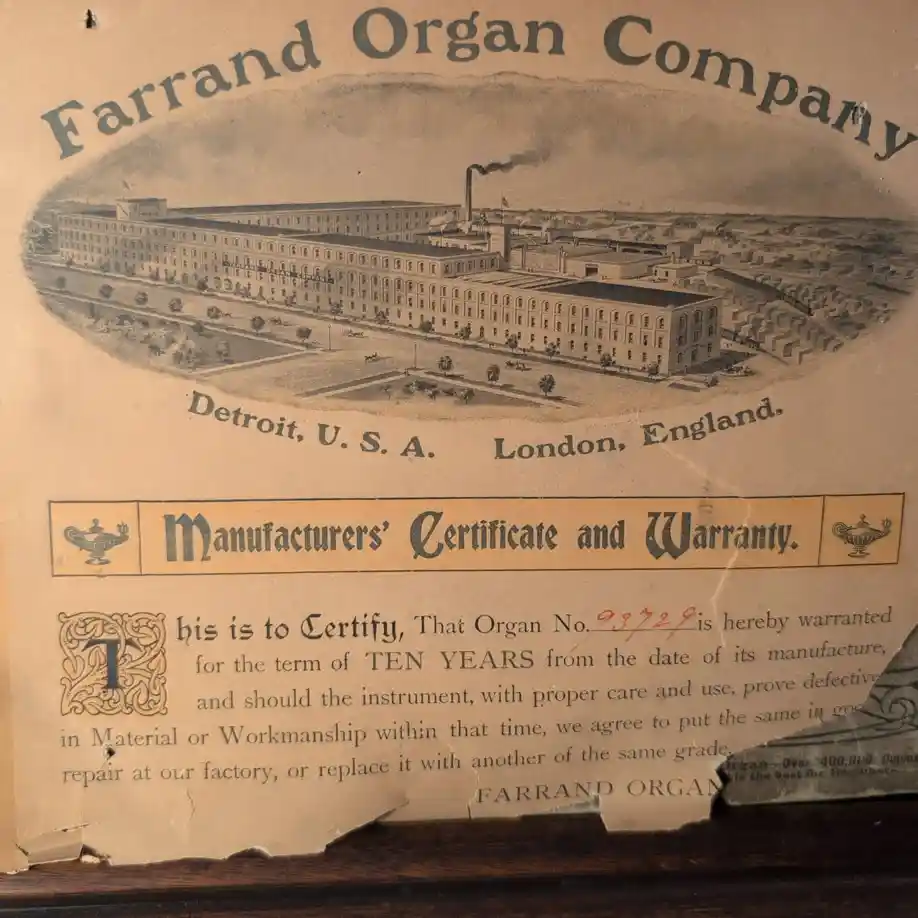 Farrand Organ Company
Detroit, U. S. A. London, England.
Manufacturers' Certificate and Warranty.
This is to Certify, That Organ No. 93729 is hereby warranted
for the term of TEN YEARS from the date of its manufacture,
and should the instrument, with proper care and use, prove defective
in Material or Workmanship within that time, we agree to put the same in
repair at our factory, or replace it with another of the same grade.
FARRAND ORGAN